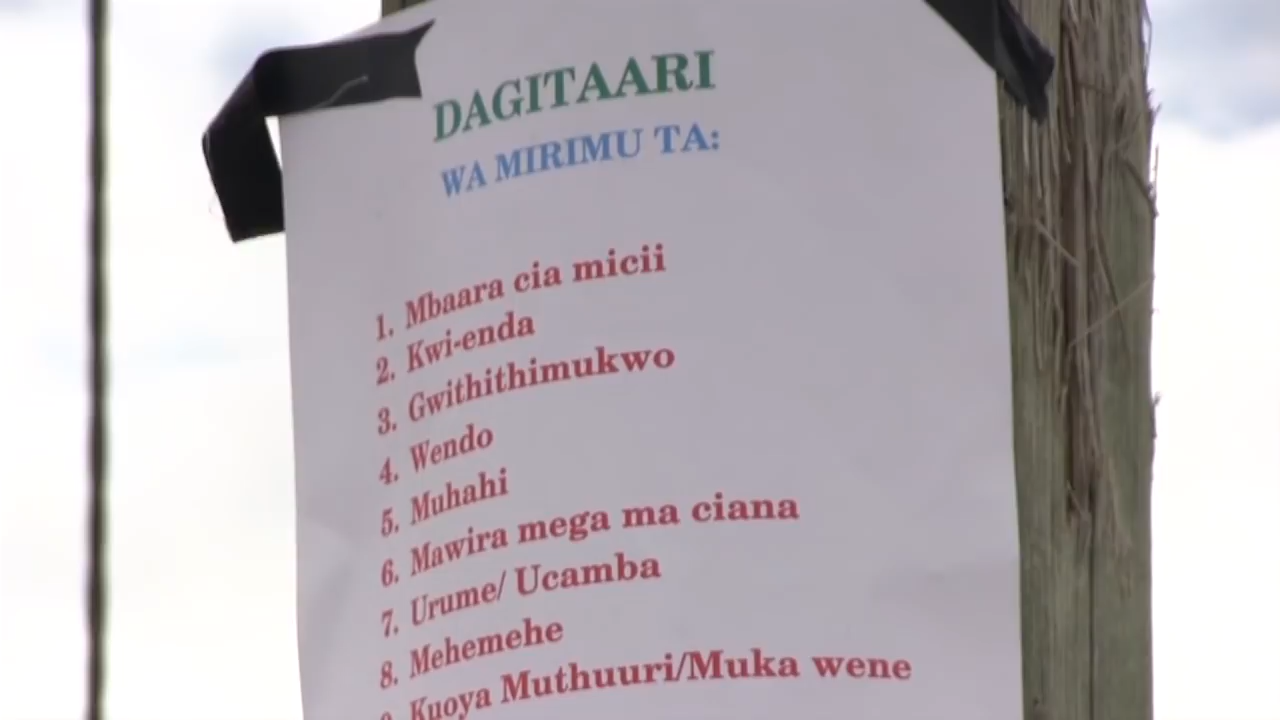 DAGITAARI
WA MIRIMU TA:
1. Mbaara cia micii
2. Kwi-enda
3. Gwithithimukwo
4. Wendo
5. Muhahi
6. Mawira mega ma ciana
7. Urume/ Ucamba
8. Mehemehe
9. Kuoya Muthuuri/Muka wene